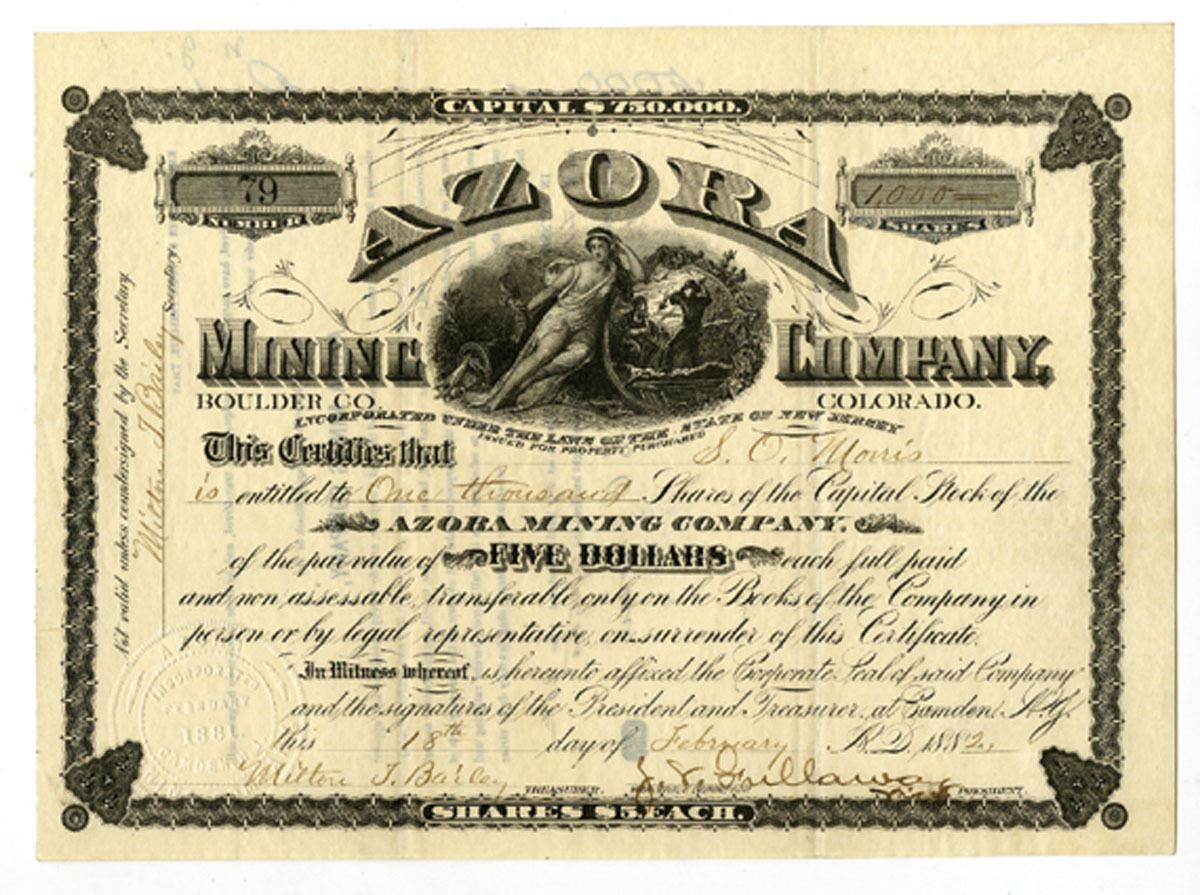 CAPITAL $750.000.
79
NUMBER
1,000—
SHARES
AZORA
MINING COMPANY,
BOULDER CO. COLORADO.
INCORPORATED UNDER THE LAWS OF THE STATE OF NEW JERSEY
ISSUED FOR PROPERTY PURCHASED
This Certifies that S. O. Morris
is entitled to One thousand Shares of the Capital Stock of the
AZORA MINING COMPANY,
of the par value of FIVE DOLLARS each full paid
and non assessable, transferable, only on the Books of the Company in
person or by legal representative, on surrender of this Certificate.
In Witness whereof, is hereunto affixed the Corporate Seal of said Company
and the signatures of the President and Treasurer, at Camden, N.J.
this 18th day of February A.D. 1882
Milton J. Bailey TREASURER. PRESIDENT.
SHARES $5. EACH.
Not valid unless countersigned by the Secretary.
Milton J. Bailey Secretary
INCORPORATED
FEBRUARY
1881
CAMDEN